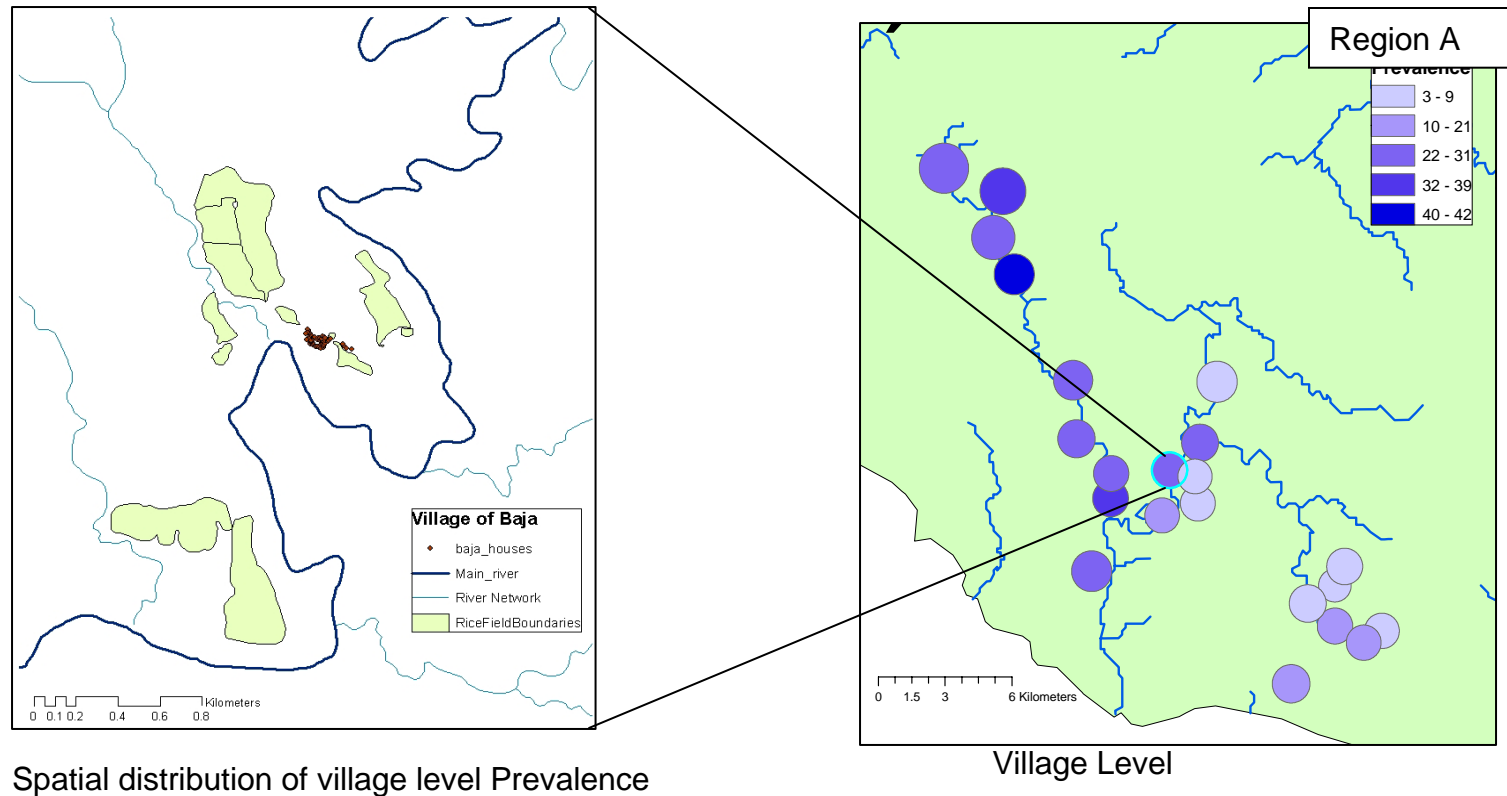 Village of Baja
baja_houses
Main_river
River Network
RiceFieldBoundaries
Kilometers
0 0.1 0.2 0.4 0.6 0.8
Region A
Prevalence
3 - 9
10 - 21
22 - 31
32 - 39
40 - 42
0 1.5 3 6 Kilometers
Village Level
Spatial distribution of village level Prevalence